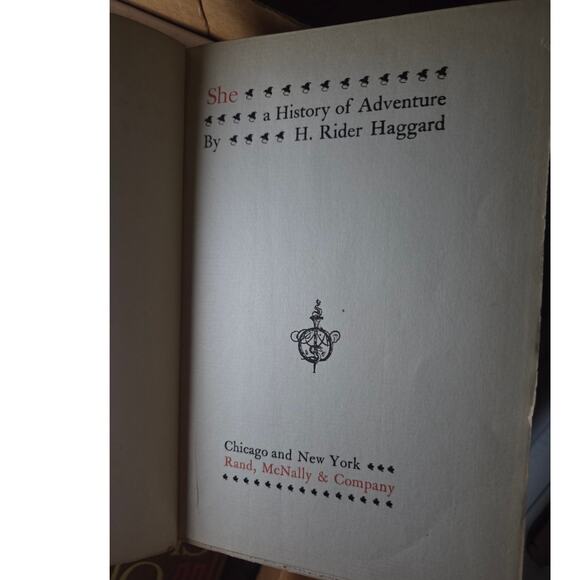 She
a History of Adventure
By H. Rider Haggard
Chicago and New York
Rand, McNally & Company